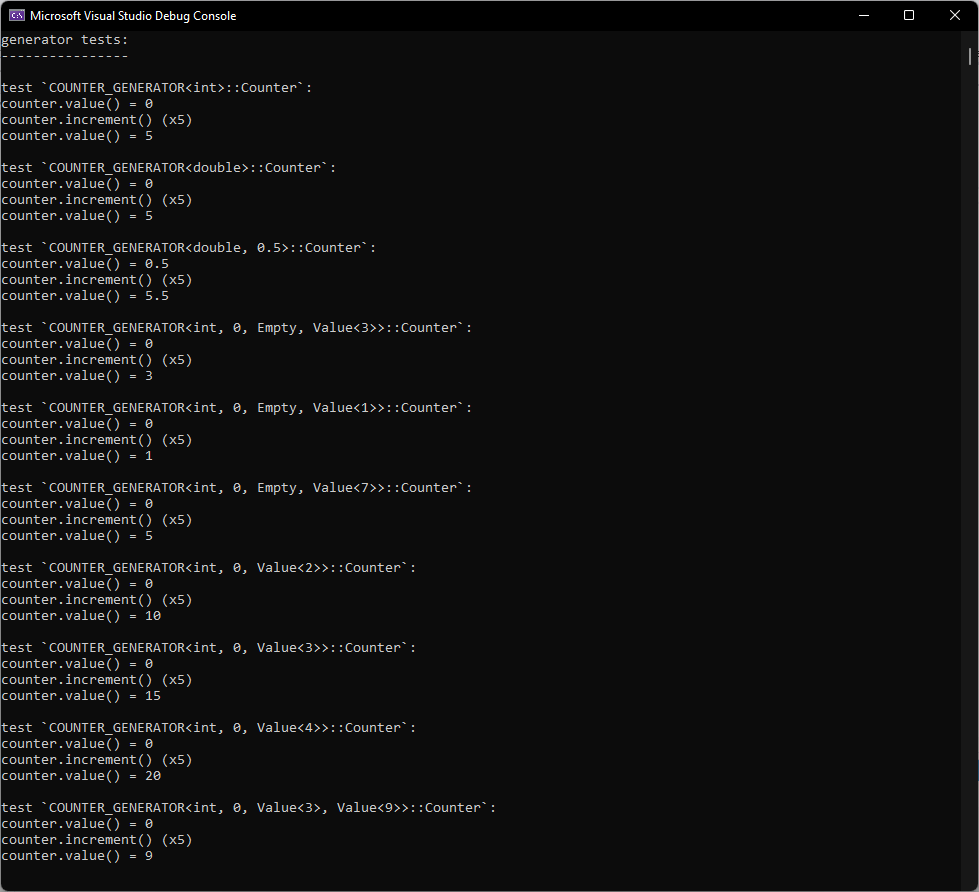 Microsoft Visual Studio Debug Console
generator tests:
----------------
test `COUNTER_GENERATOR<int>::Counter`:
counter.value() = 0
counter.increment() (x5)
counter.value() = 5
test `COUNTER_GENERATOR<double>::Counter`:
counter.value() = 0
counter.increment() (x5)
counter.value() = 5
test `COUNTER_GENERATOR<double, 0.5>::Counter`:
counter.value() = 0.5
counter.increment() (x5)
counter.value() = 5.5
test `COUNTER_GENERATOR<int, 0, Empty, Value<3>>::Counter`:
counter.value() = 0
counter.increment() (x5)
counter.value() = 3
test `COUNTER_GENERATOR<int, 0, Empty, Value<1>>::Counter`:
counter.value() = 0
counter.increment() (x5)
counter.value() = 1
test `COUNTER_GENERATOR<int, 0, Empty, Value<7>>::Counter`:
counter.value() = 0
counter.increment() (x5)
counter.value() = 5
test `COUNTER_GENERATOR<int, 0, Value<2>>::Counter`:
counter.value() = 0
counter.increment() (x5)
counter.value() = 10
test `COUNTER_GENERATOR<int, 0, Value<3>>::Counter`:
counter.value() = 0
counter.increment() (x5)
counter.value() = 15
test `COUNTER_GENERATOR<int, 0, Value<4>>::Counter`:
counter.value() = 0
counter.increment() (x5)
counter.value() = 20
test `COUNTER_GENERATOR<int, 0, Value<3>, Value<9>>::Counter`:
counter.value() = 0
counter.increment() (x5)
counter.value() = 9